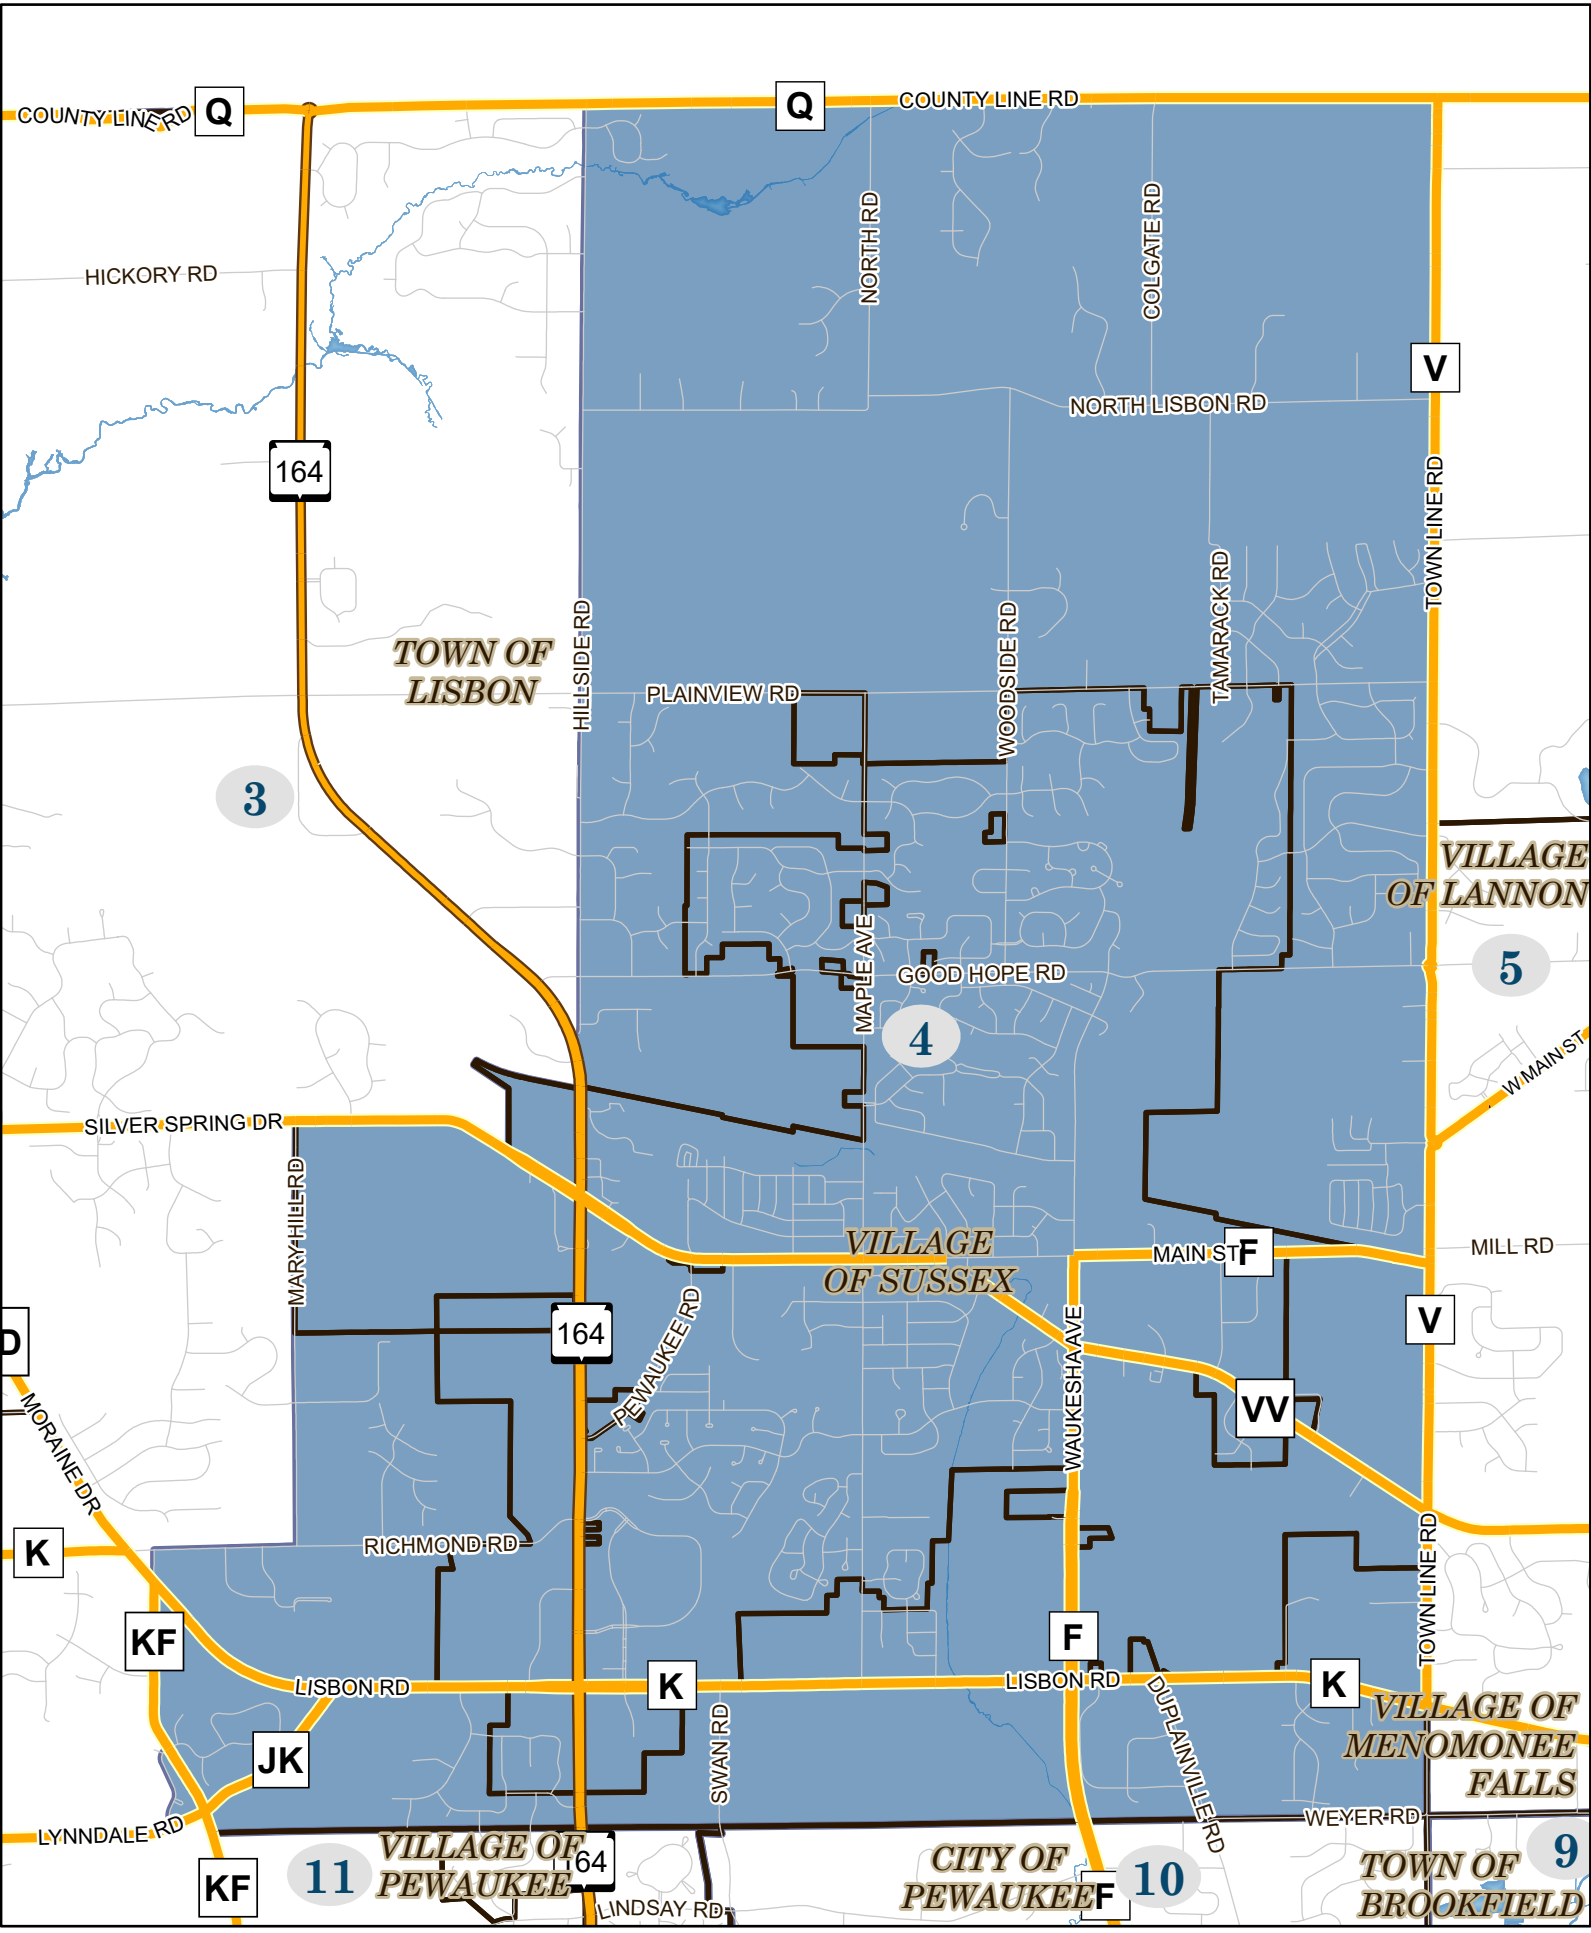 COUNTY LINE RD
Q
Q
COUNTY LINE RD
HICKORY RD
NORTH RD
COLGATE RD
V
NORTH LISBON RD
164
TOWN LINE RD
TOWN OF
LISBON
HILLSIDE RD
PLAINVIEW RD
WOODSIDE RD
TAMARACK RD
3
VILLAGE
OF LANNON
MAPLE AVE
GOOD HOPE RD
5
4
W MAIN ST
SILVER SPRING DR
MARY HILL RD
VILLAGE
OF SUSSEX
MAIN ST
F
MILL RD
D
164
PEWAUKEE RD
WAUKESHA AVE
V
MORAINE DR
VV
K
RICHMOND RD
TOWN LINE RD
KF
F
LISBON RD
K
LISBON RD
K
JK
SWAN RD
DUPLAINVILLE RD
VILLAGE OF
MENOMONEE
FALLS
LYNNDALE RD
WEYER RD
KF
11
VILLAGE OF
PEWAUKEE
64
LINDSAY RD
CITY OF
PEWAUKEE
F
10
TOWN OF
BROOKFIELD
9